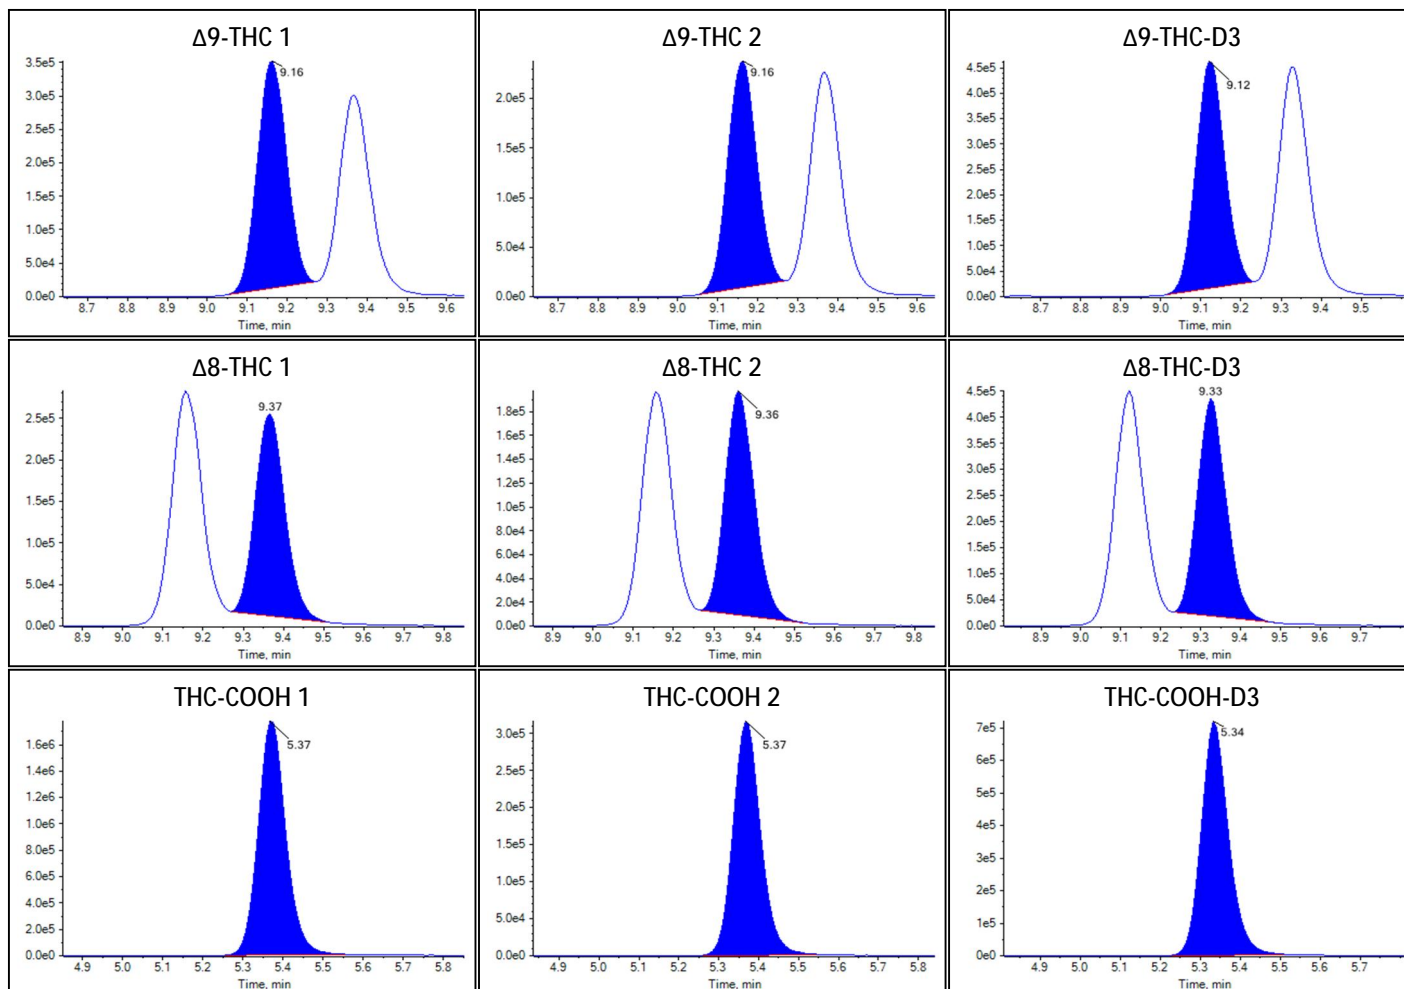 Δ9-THC 1
3.5e5
3.0e5
2.5e5
2.0e5
1.5e5
1.0e5
5.0e4
0.0e0
9.16
8.7 8.8 8.9 9.0 9.1 9.2 9.3 9.4 9.5 9.6
Time, min
Δ9-THC 2
2.0e5
1.5e5
1.0e5
5.0e4
0.0e0
9.16
8.7 8.8 8.9 9.0 9.1 9.2 9.3 9.4 9.5 9.6
Time, min
Δ9-THC-D3
4.5e5
4.0e5
3.5e5
3.0e5
2.5e5
2.0e5
1.5e5
1.0e5
5.0e4
0.0e0
9.12
8.7 8.8 8.9 9.0 9.1 9.2 9.3 9.4 9.5
Time, min
Δ8-THC 1
2.5e5
2.0e5
1.5e5
1.0e5
5.0e4
0.0e0
9.37
8.9 9.0 9.1 9.2 9.3 9.4 9.5 9.6 9.7 9.8
Time, min
Δ8-THC 2
1.8e5
1.6e5
1.4e5
1.2e5
1.0e5
8.0e4
6.0e4
4.0e4
2.0e4
0.0e0
9.36
8.9 9.0 9.1 9.2 9.3 9.4 9.5 9.6 9.7 9.8
Time, min
Δ8-THC-D3
4.5e5
4.0e5
3.5e5
3.0e5
2.5e5
2.0e5
1.5e5
1.0e5
5.0e4
0.0e0
9.33
8.9 9.0 9.1 9.2 9.3 9.4 9.5 9.6 9.7
Time, min
THC-COOH 1
1.6e6
1.4e6
1.2e6
1.0e6
8.0e5
6.0e5
4.0e5
2.0e5
0.0e0
5.37
4.9 5.0 5.1 5.2 5.3 5.4 5.5 5.6 5.7 5.8
Time, min
THC-COOH 2
3.0e5
2.5e5
2.0e5
1.5e5
1.0e5
5.0e4
0.0e0
5.37
4.9 5.0 5.1 5.2 5.3 5.4 5.5 5.6 5.7 5.8
Time, min
THC-COOH-D3
7e5
6e5
5e5
4e5
3e5
2e5
1e5
0e0
5.34
4.9 5.0 5.1 5.2 5.3 5.4 5.5 5.6 5.7
Time, min